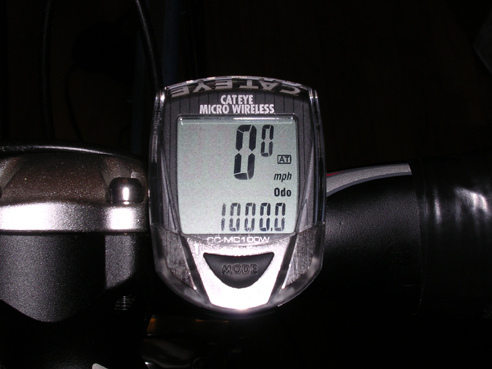 CATEYE
CATEYE
MICRO WIRELESS
0.0
AT
mph
Odo
1000.0
CC-MC100W
MODE